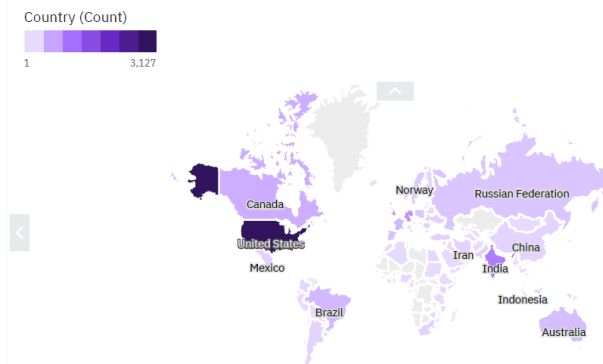 Country (Count)
1 3,127
Norway
Russian Federation
Canada
United States
China
Iran
Mexico
India
Indonesia
Brazil
Australia